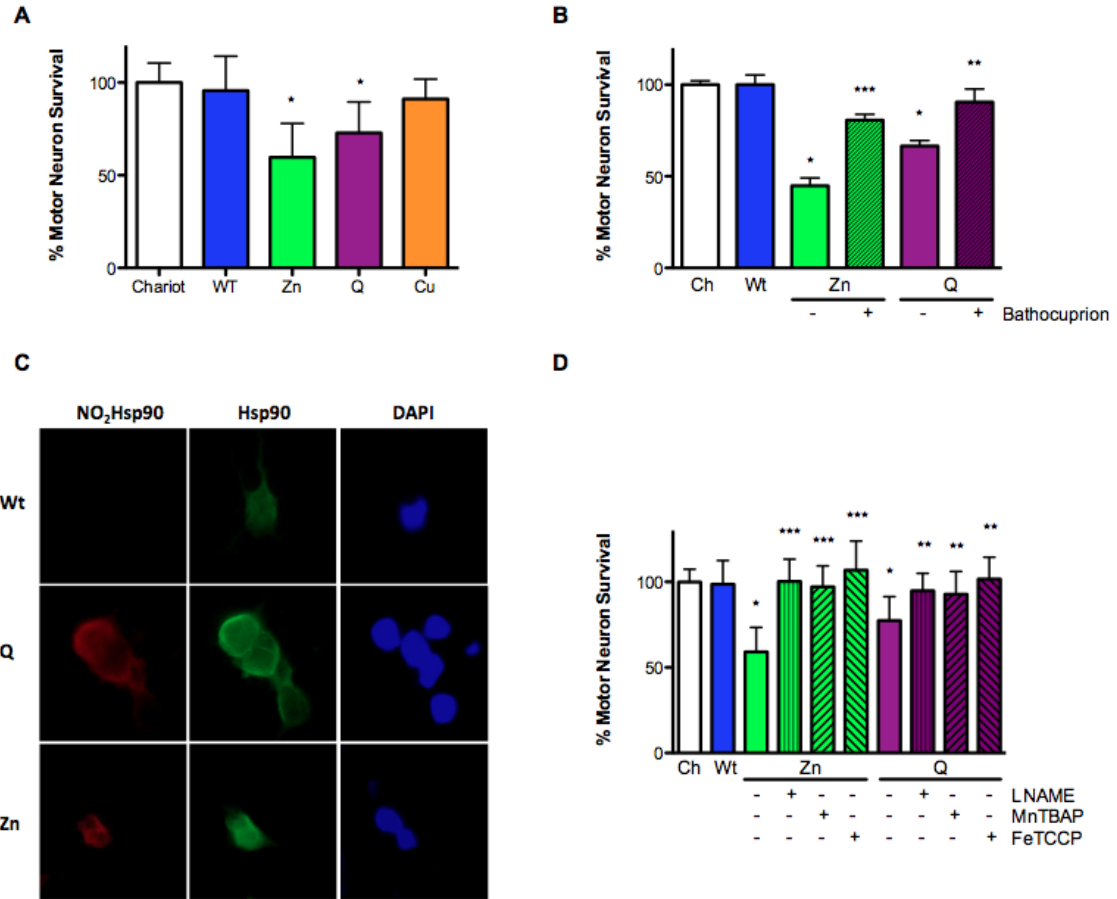 A
% Motor Neuron Survival
100
50
0
* *
Chariot WT Zn Q Cu
B
% Motor Neuron Survival
100
50
0
* *** * **
Ch Wt Zn Q
- + - + Bathocuprion
C
NO₂Hsp90 Hsp90 DAPI
Wt
Q
Zn
D
% Motor Neuron Survival
100
50
0
* *** *** *** * ** ** **
Ch Wt Zn Q
- + - - - + - - LNAME
- - + - - - + - MnTBAP
- - - + - - - + FeTCCP